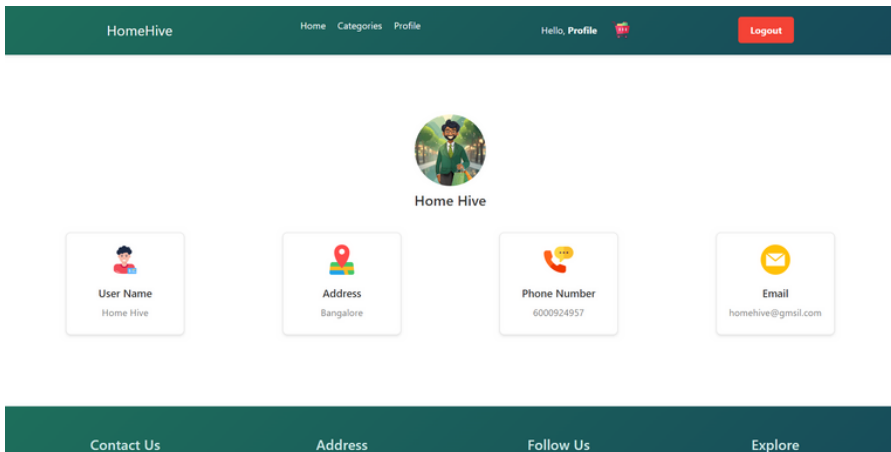 HomeHive
Home Categories Profile
Hello, Profile
Logout
Home Hive
User Name
Home Hive
Address
Bangalore
Phone Number
6000924957
Email
homehive@gmsil.com
Contact Us
Address
Follow Us
Explore